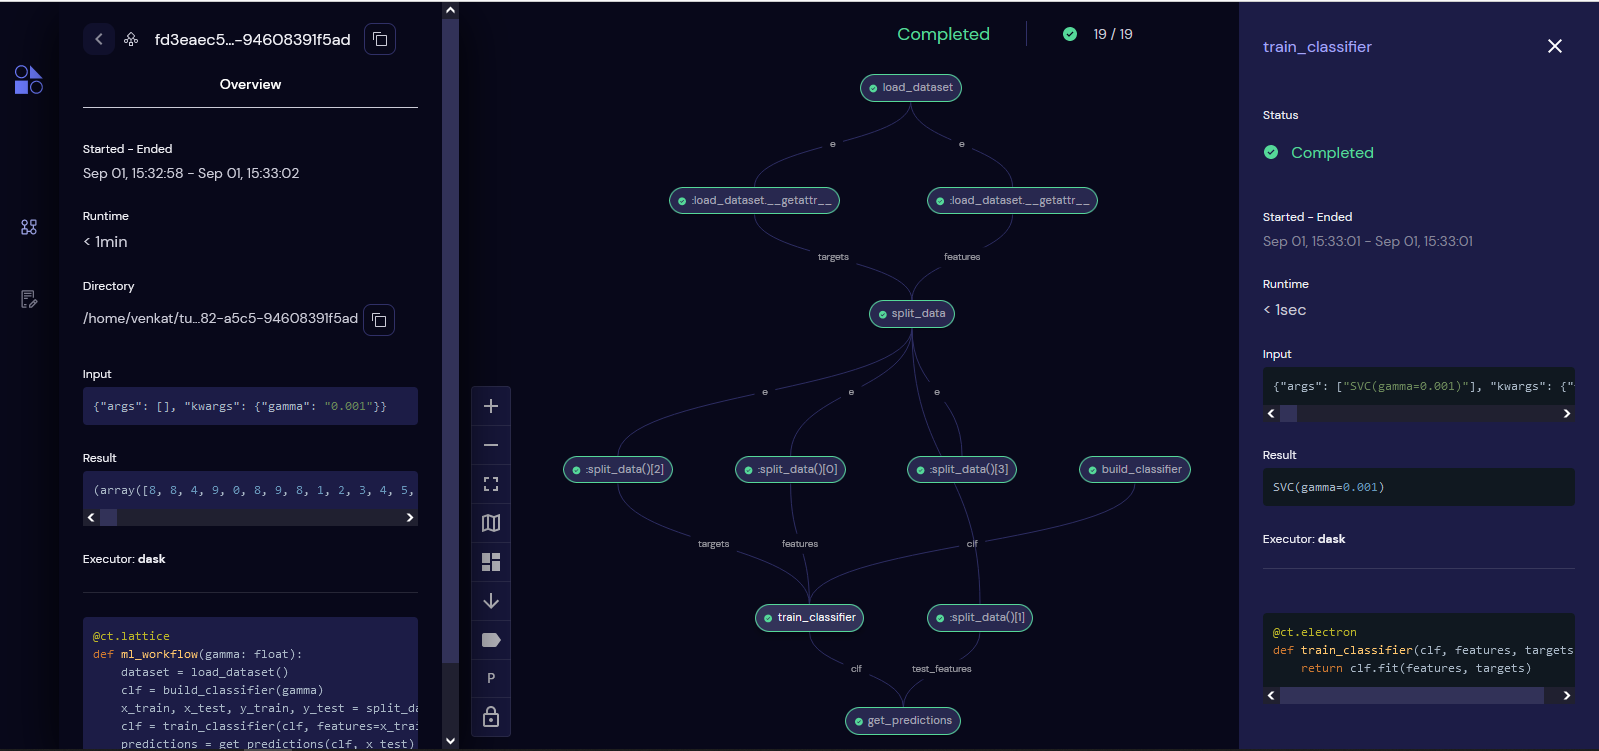 fd3eaec5...-94608391f5ad
Overview
Started - Ended
Sep 01, 15:32:58 - Sep 01, 15:33:02
Runtime
< 1min
Directory
/home/venkat/tu...82-a5c5-94608391f5ad
Input
{"args": [], "kwargs": {"gamma": "0.001"}}
Result
(array([8, 8, 4, 9, 0, 8, 9, 8, 1, 2, 3, 4, 5,
Executor: dask
@ct.lattice
def ml_workflow(gamma: float):
dataset = load_dataset()
clf = build_classifier(gamma)
x_train, x_test, y_train, y_test = split_da
clf = train_classifier(clf, features=x_trai
predictions = get_predictions(clf, x_test)
Completed
19 / 19
load_dataset
e
e
:load_dataset.__getattr__
:load_dataset.__getattr__
targets
features
split_data
e
e
e
:split_data()[2]
:split_data()[0]
:split_data()[3]
build_classifier
targets
features
clf
train_classifier
:split_data()[1]
clf
test_features
get_predictions
P
train_classifier
Status
Completed
Started - Ended
Sep 01, 15:33:01 - Sep 01, 15:33:01
Runtime
< 1sec
Input
{"args": ["SVC(gamma=0.001)"], "kwargs": {"
Result
SVC(gamma=0.001)
Executor: dask
@ct.electron
def train_classifier(clf, features, targets
return clf.fit(features, targets)